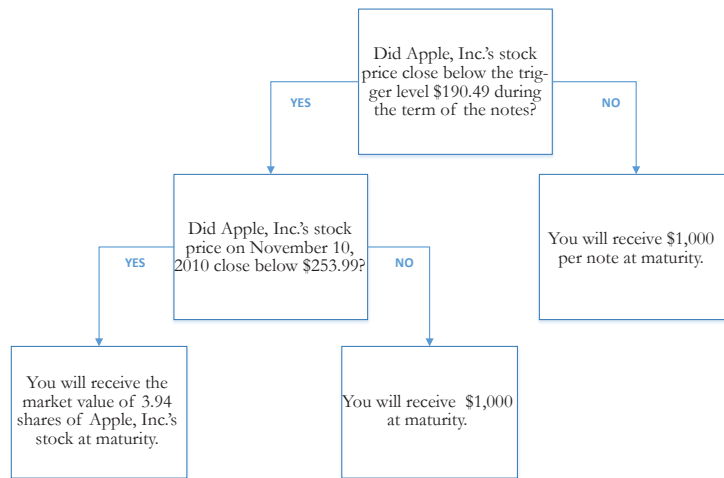 Did Apple, Inc.'s stock
price close below the trig-
ger level $190.49 during
the term of the notes?
YES
NO
Did Apple, Inc.'s stock
price on November 10,
2010 close below $253.99?
You will receive $1,000
per note at maturity.
YES
NO
You will receive the
market value of 3.94
shares of Apple, Inc.'s
stock at maturity.
You will receive $1,000
at maturity.